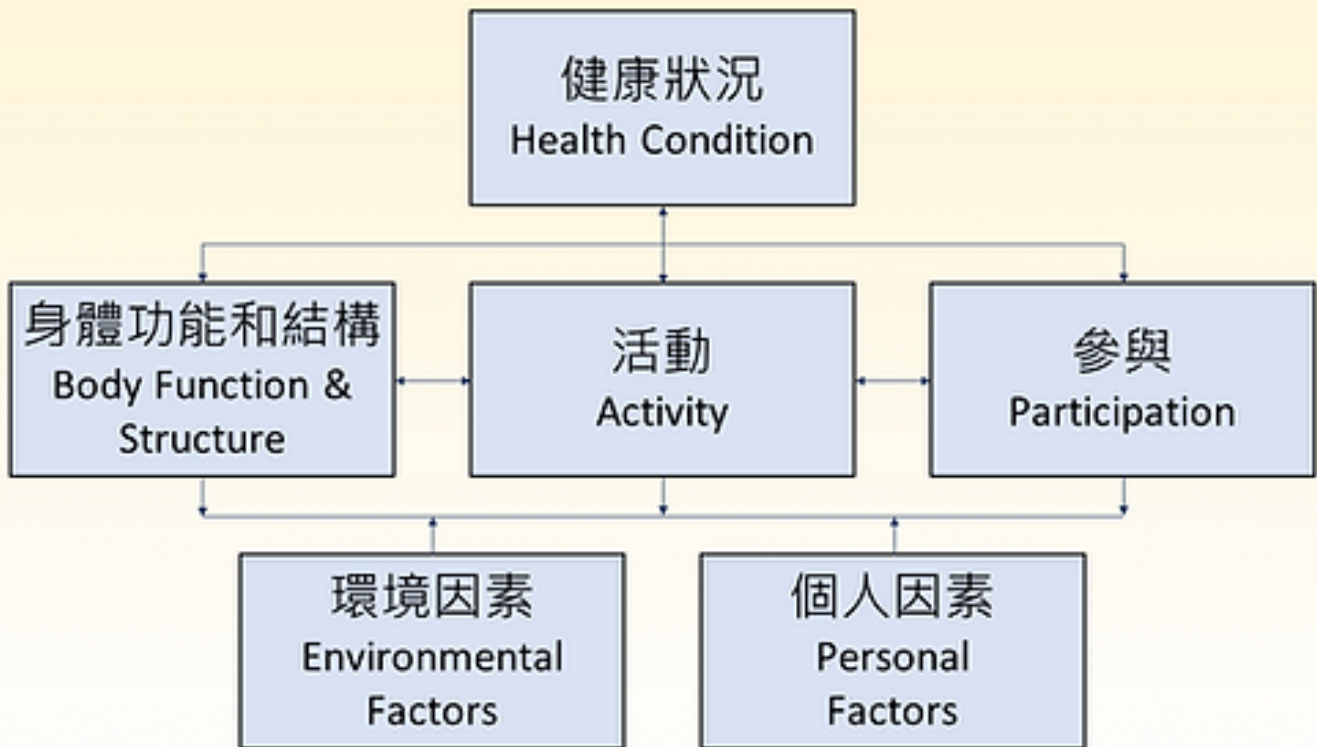 健康狀況
Health Condition
身體功能和結構
Body Function &
Structure
活動
Activity
參與
Participation
環境因素
Environmental
Factors
個人因素
Personal
Factors